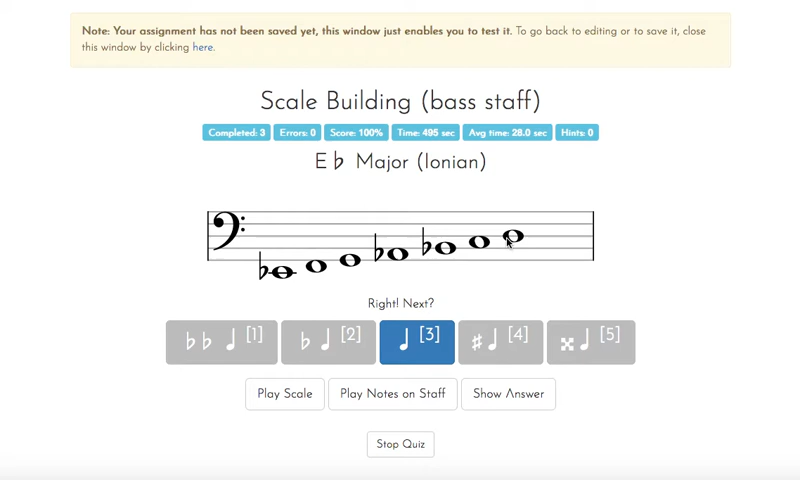 Note: Your assignment has not been saved yet, this window just enables you to test it. To go back to editing or to save it, close
this window by clicking here.
Scale Building (bass staff)
Completed: 3 Errors: 0 Score: 100% Time: 495 sec Avg time: 28.0 sec Hints: 0
E♭ Major (Ionian)
Right! Next?
♭♭ ♩ [1] ♭ ♩ [2] ♩ [3] ♯ ♩ [4] 𝄪 ♩ [5]
Play Scale Play Notes on Staff Show Answer
Stop Quiz